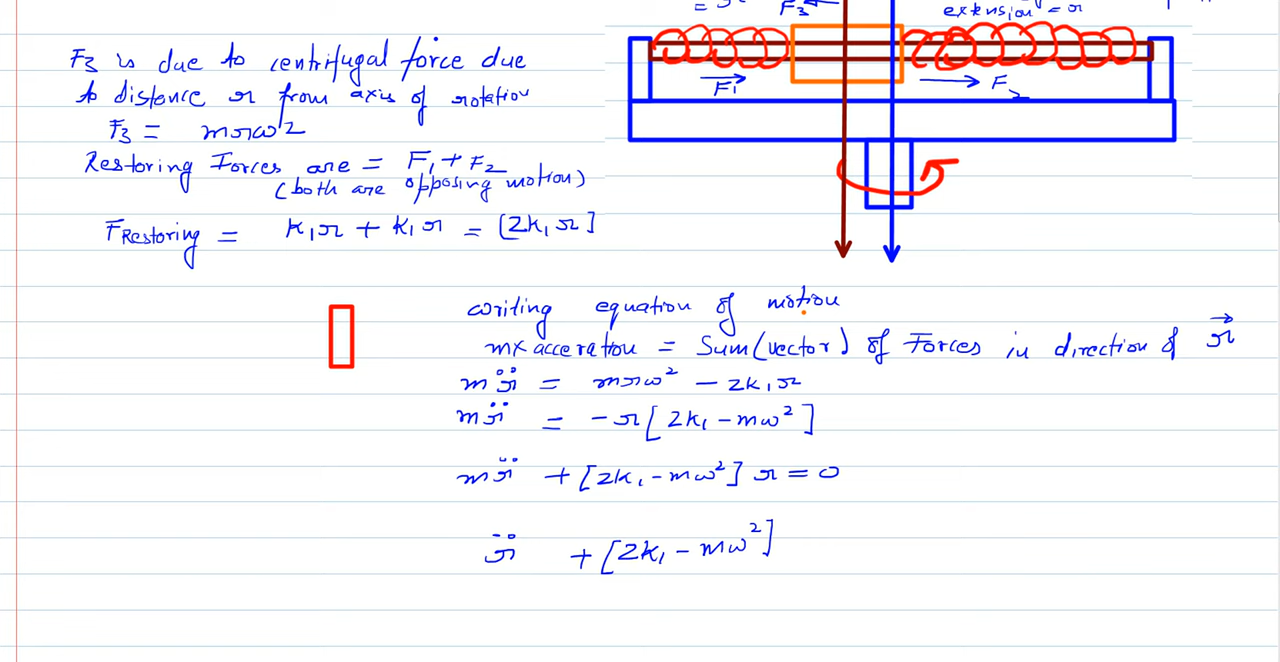 F3
extension = r
F3 is due to centrifugal force due
to distance r from axis of rotation
F3 = mrω2
Restoring Forces are = F1 + F2
(both are opposing motion)
FRestoring = K1r + K1r = [2K1r]
F1
F2
writing equation of motion
mx acceration = Sum (vector) of Forces in direction of r⃗
mr̈ = mrω² - 2K1r
mr̈ = -r[2K1 - mω²]
mr̈ + [2K1 - mω²] r = 0
r̈ + [2K1 - mω²]